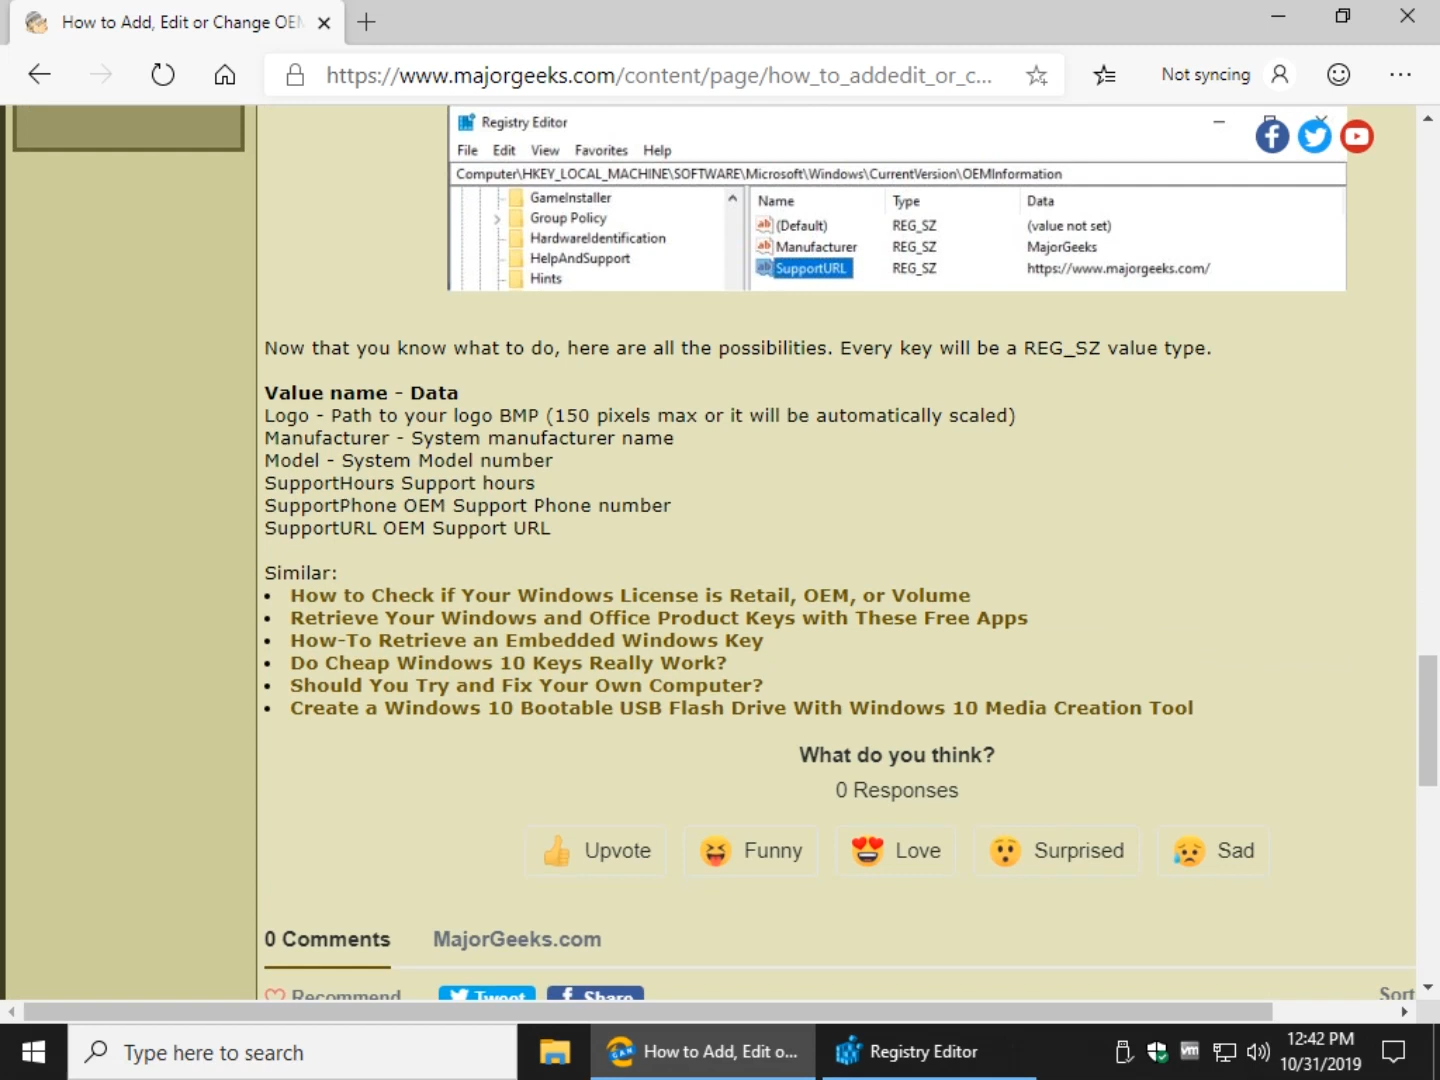 How to Add, Edit or Change OEM
https://www.majorgeeks.com/content/page/how_to_addedit_or_c...
Not syncing
Registry Editor
File Edit View Favorites Help
Computer\HKEY_LOCAL_MACHINE\SOFTWARE\Microsoft\Windows\CurrentVersion\OEMInformation
GameInstaller
Group Policy
HardwareIdentification
HelpAndSupport
Hints
Name Type Data
(Default) REG_SZ (value not set)
Manufacturer REG_SZ MajorGeeks
SupportURL REG_SZ https://www.majorgeeks.com/
Now that you know what to do, here are all the possibilities. Every key will be a REG_SZ value type.
Value name - Data
Logo - Path to your logo BMP (150 pixels max or it will be automatically scaled)
Manufacturer - System manufacturer name
Model - System Model number
SupportHours Support hours
SupportPhone OEM Support Phone number
SupportURL OEM Support URL
Similar:
• How to Check if Your Windows License is Retail, OEM, or Volume
• Retrieve Your Windows and Office Product Keys with These Free Apps
• How-To Retrieve an Embedded Windows Key
• Do Cheap Windows 10 Keys Really Work?
• Should You Try and Fix Your Own Computer?
• Create a Windows 10 Bootable USB Flash Drive With Windows 10 Media Creation Tool
What do you think?
0 Responses
Upvote Funny Love Surprised Sad
0 Comments MajorGeeks.com
Recommend Tweet Share Sort
Type here to search
How to Add, Edit o...
Registry Editor
vm
12:42 PM
10/31/2019